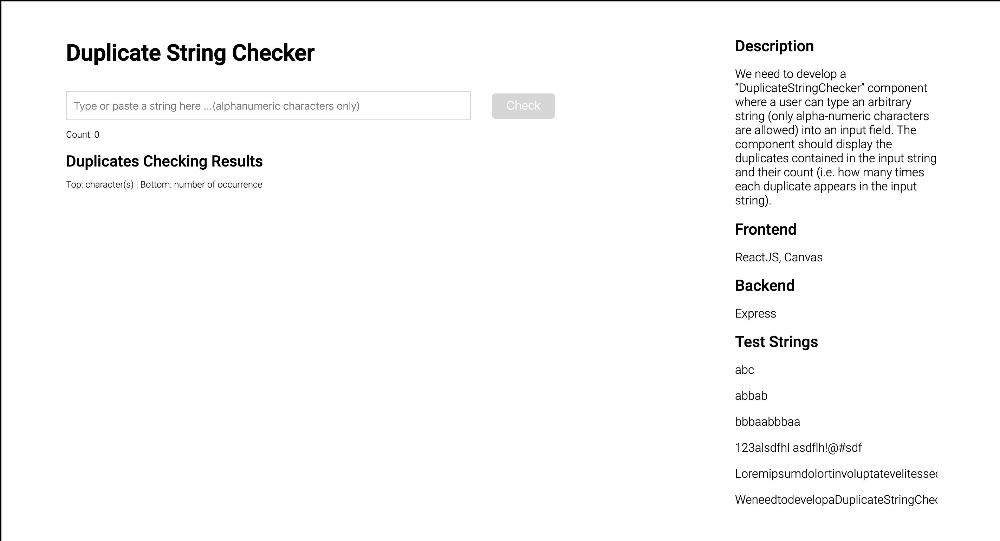 Duplicate String Checker
Type or paste a string here ...(alphanumeric characters only)
Check
Count: 0
Duplicates Checking Results
Top: character(s) | Bottom: number of occurrence
Description
We need to develop a
“DuplicateStringChecker” component
where a user can type an arbitrary
string (only alpha-numeric characters
are allowed) into an input field. The
component should display the
duplicates contained in the input string
and their count (i.e. how many times
each duplicate appears in the input
string).
Frontend
ReactJS, Canvas
Backend
Express
Test Strings
abc
abbab
bbbaabbbaa
123alsdfhl asdflh!@#sdf
Loremipsumdolortinvoluptatevelitessec
WeneedtodevelopaDuplicateStringChec